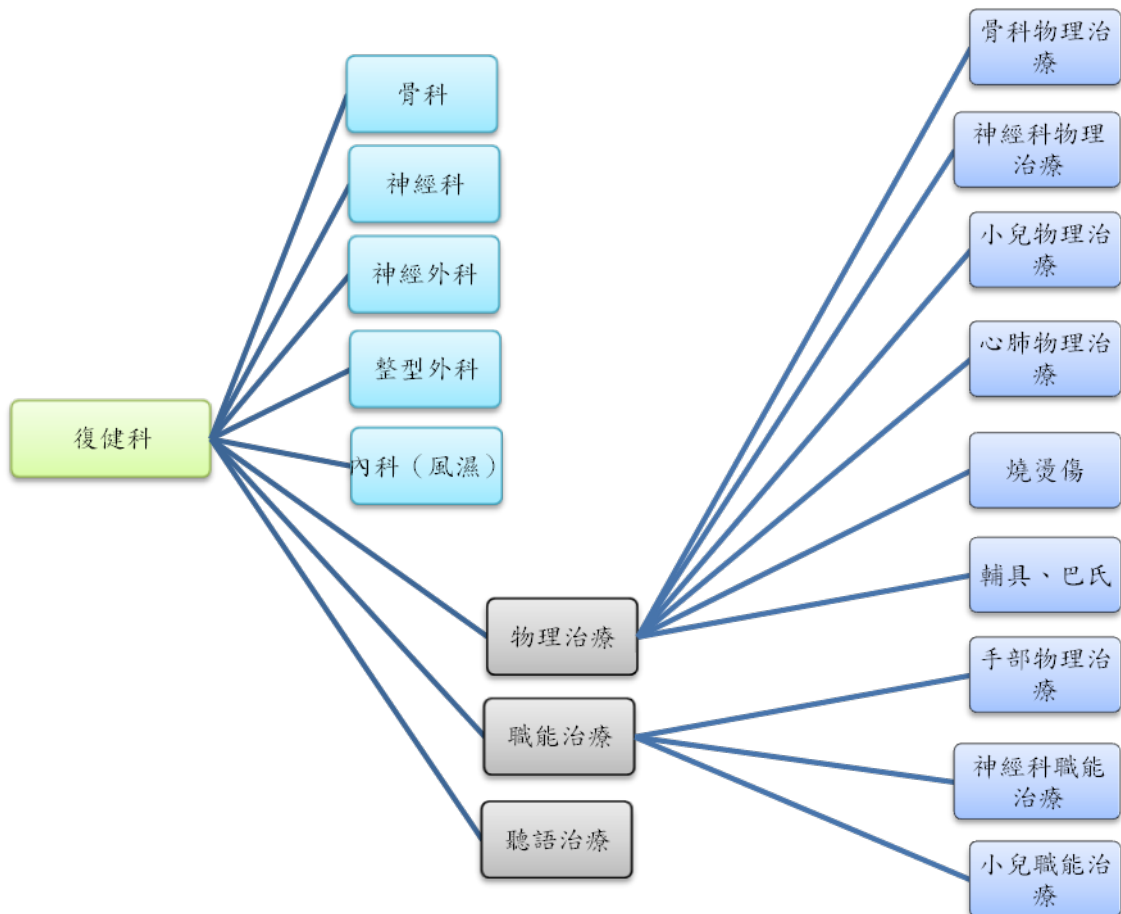 復健科
骨科
神經科
神經外科
整型外科
內科（風濕）
物理治療
職能治療
聽語治療
骨科物理治
療
神經科物理
治療
小兒物理治
療
心肺物理治
療
燒燙傷
輔具、巴氏
手部物理治
療
神經科職能
治療
小兒職能治
療